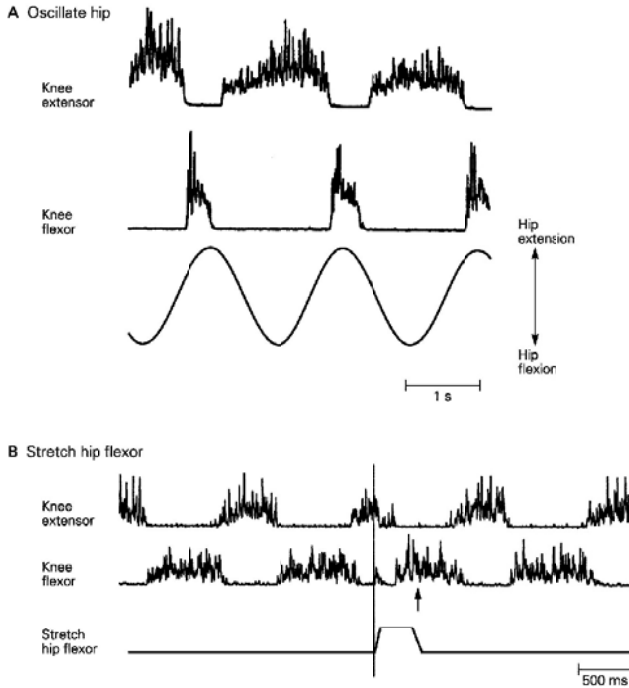 A Oscillate hip
Knee
extensor
Knee
flexor
Hip
extension
Hip
flexion
1 s
B Stretch hip flexor
Knee
extensor
Knee
flexor
Stretch
hip flexor
500 ms